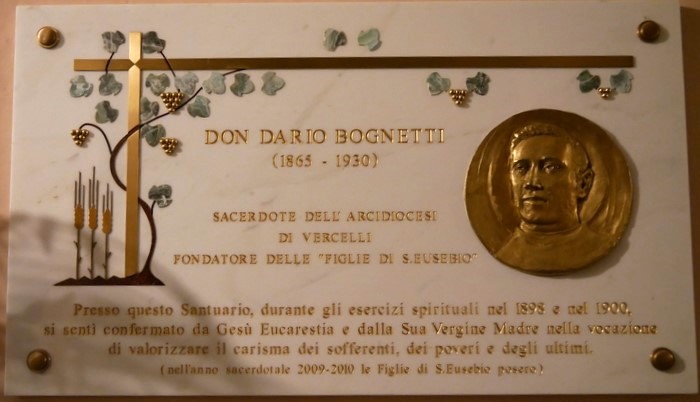 DON DARIO BOGNETTI
(1865 - 1930)
SACERDOTE DELL'ARCIDIOCESI
DI VERCELLI
FONDATORE DELLE "FIGLIE DI S.EUSEBIO"
Presso questo Santuario, durante gli esercizi spirituali nel 1898 e nel 1900,
si sentì confermato da Gesù Eucarestia e dalla Sua Vergine Madre nella vocazione
di valorizzare il carisma dei sofferenti, dei poveri e degli ultimi.
(nell'anno sacerdotale 2009-2010 le Figlie di S.Eusebio posero)